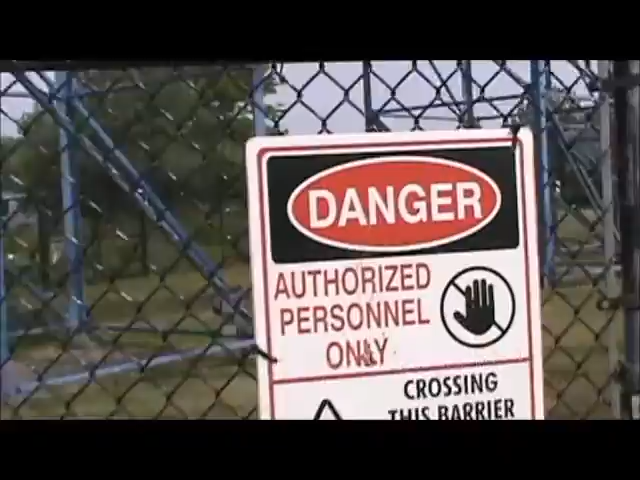 DANGER
AUTHORIZED
PERSONNEL
ONLY
CROSSING
THIS BARRIER